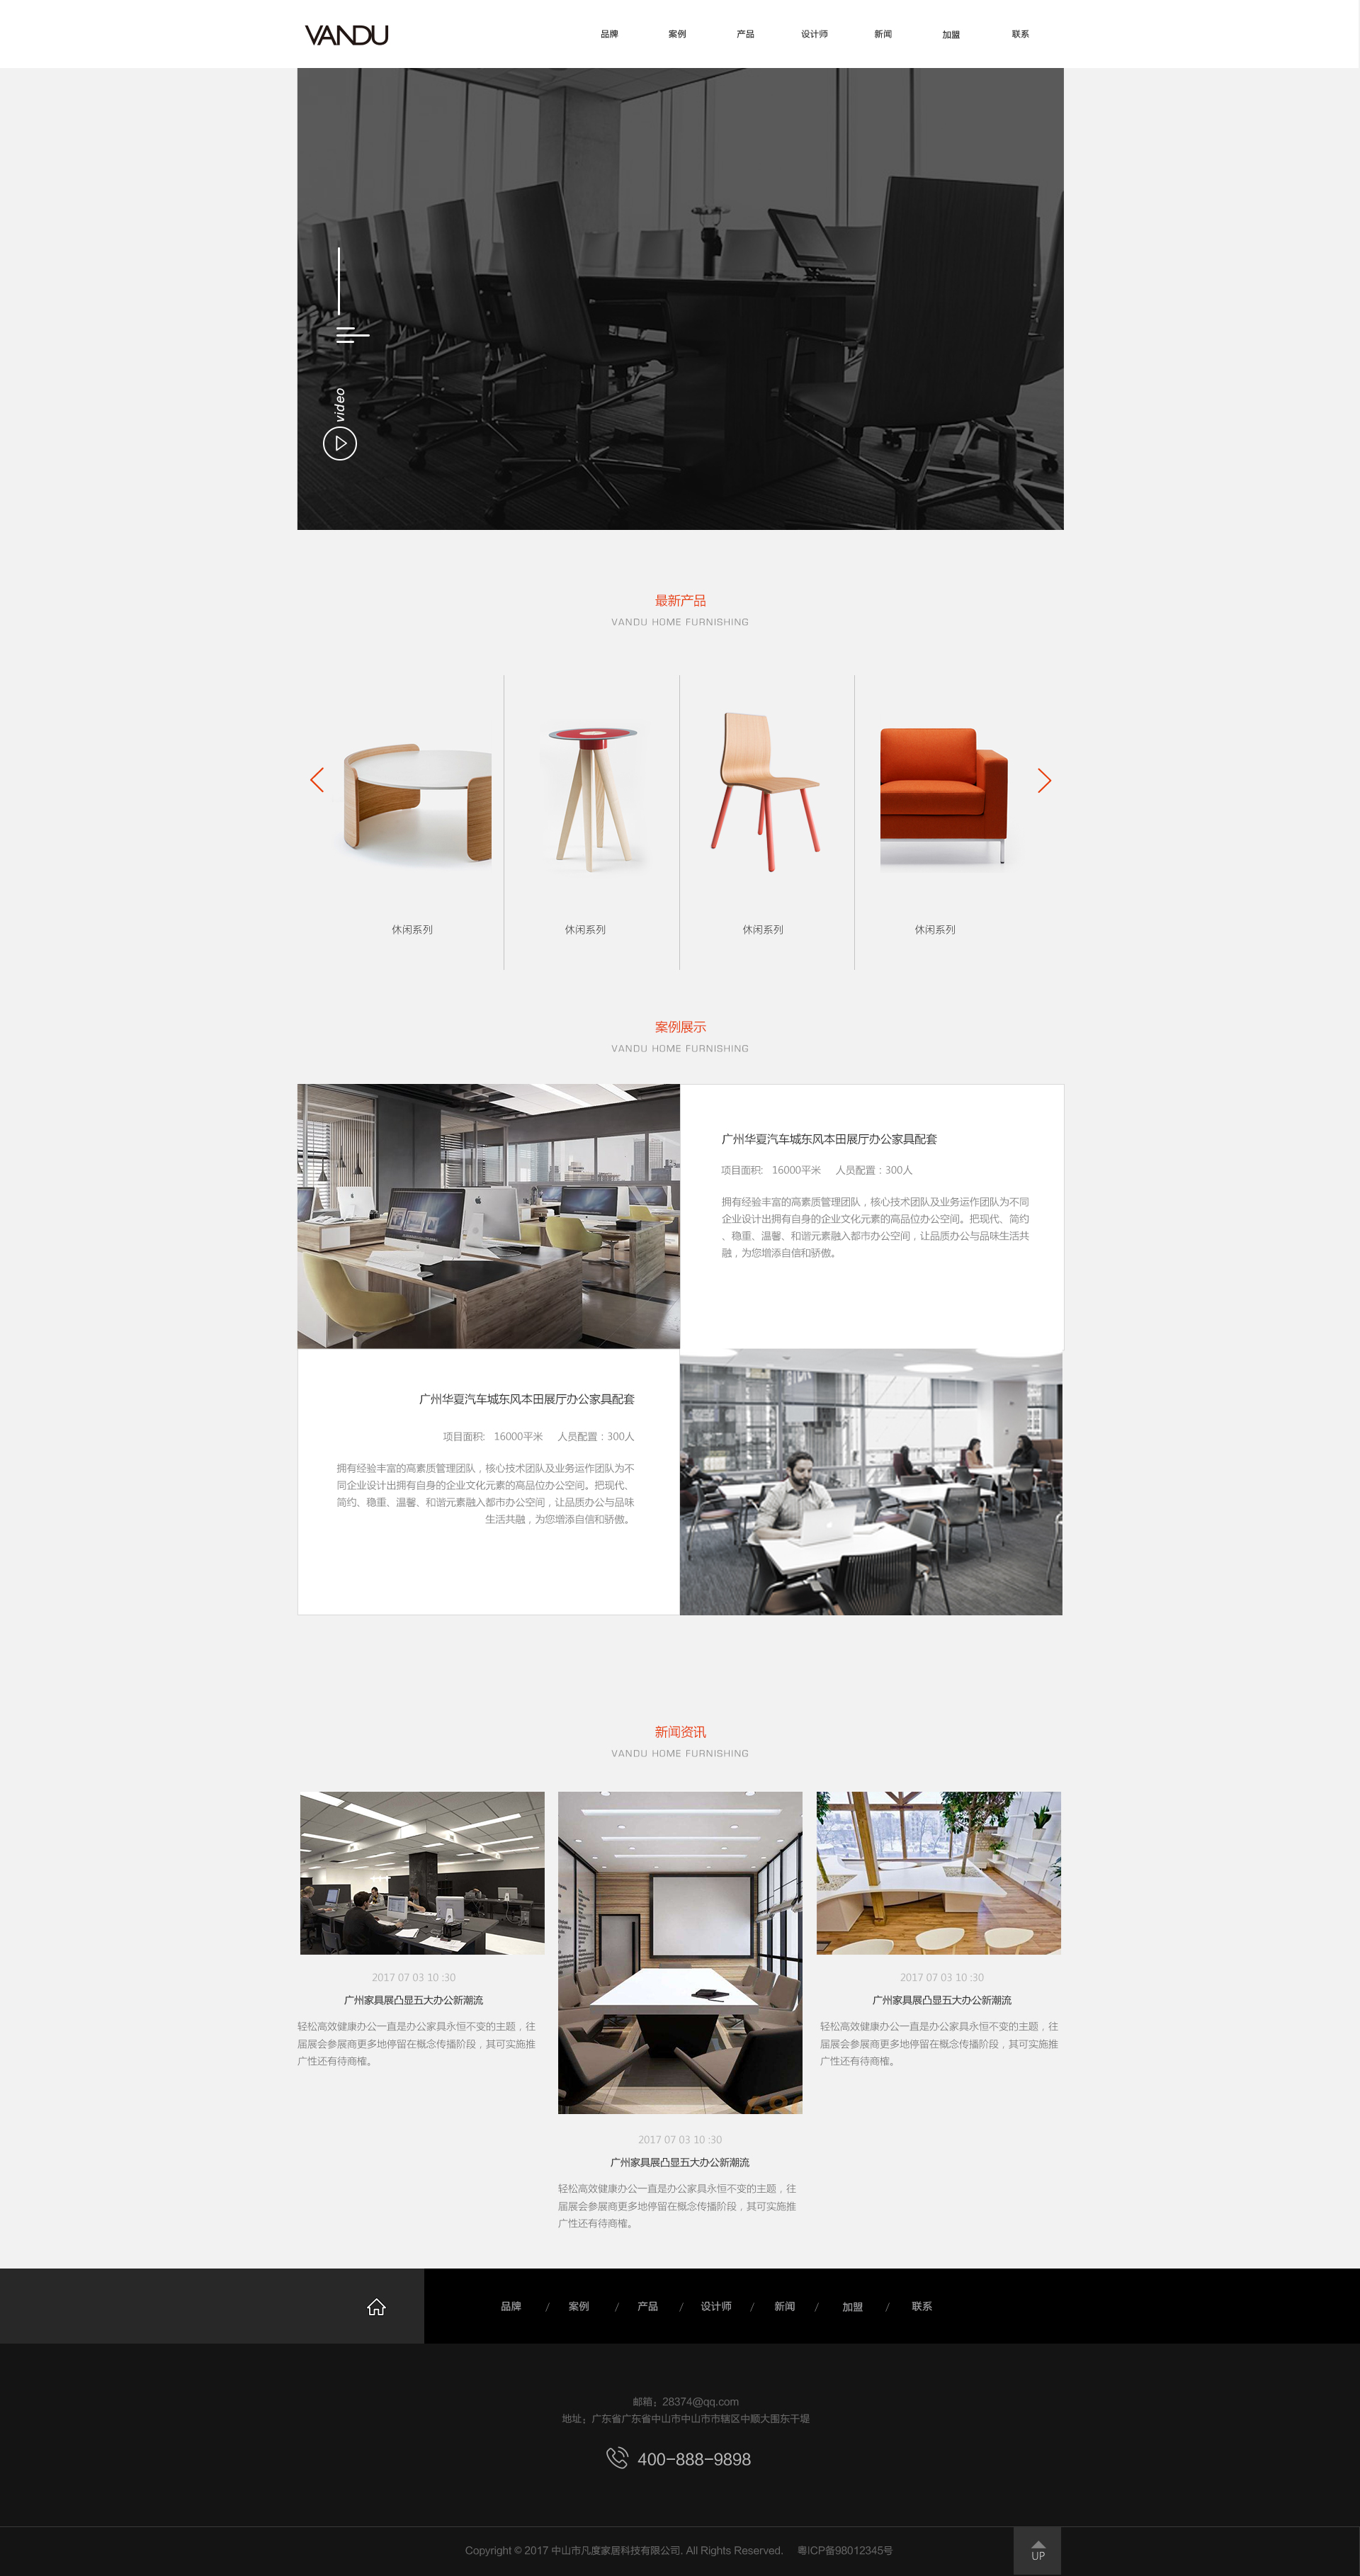 VANDU
品牌 案例 产品 设计师 新闻 加盟 联系
video
最新产品
VANDU HOME FURNISHING
休闲系列 休闲系列 休闲系列 休闲系列
案例展示
VANDU HOME FURNISHING
广州华夏汽车城东风本田展厅办公家具配套
项目面积: 16000平米 人员配置：300人
拥有经验丰富的高素质管理团队，核心技术团队及业务运作团队为不同
企业设计出拥有自身的企业文化元素的高品位办公空间。把现代、简约
、稳重、温馨、和谐元素融入都市办公空间，让品质办公与品味生活共
融，为您增添自信和骄傲。
广州华夏汽车城东风本田展厅办公家具配套
项目面积: 16000平米 人员配置：300人
拥有经验丰富的高素质管理团队，核心技术团队及业务运作团队为不
同企业设计出拥有自身的企业文化元素的高品位办公空间。把现代、
简约、稳重、温馨、和谐元素融入都市办公空间，让品质办公与品味
生活共融，为您增添自信和骄傲。
新闻资讯
VANDU HOME FURNISHING
2017 07 03 10 :30
广州家具展凸显五大办公新潮流
轻松高效健康办公一直是办公家具永恒不变的主题，往
届展会参展商更多地停留在概念传播阶段，其可实施推
广性还有待商榷。
2017 07 03 10 :30
广州家具展凸显五大办公新潮流
轻松高效健康办公一直是办公家具永恒不变的主题，往
届展会参展商更多地停留在概念传播阶段，其可实施推
广性还有待商榷。
2017 07 03 10 :30
广州家具展凸显五大办公新潮流
轻松高效健康办公一直是办公家具永恒不变的主题，往
届展会参展商更多地停留在概念传播阶段，其可实施推
广性还有待商榷。
品牌 / 案例 / 产品 / 设计师 / 新闻 / 加盟 / 联系
邮箱：28374@qq.com
地址：广东省广东省中山市中山市市辖区中顺大围东干堤
400-888-9898
Copyright © 2017 中山市凡度家居科技有限公司. All Rights Reserved. 粤ICP备98012345号
UP